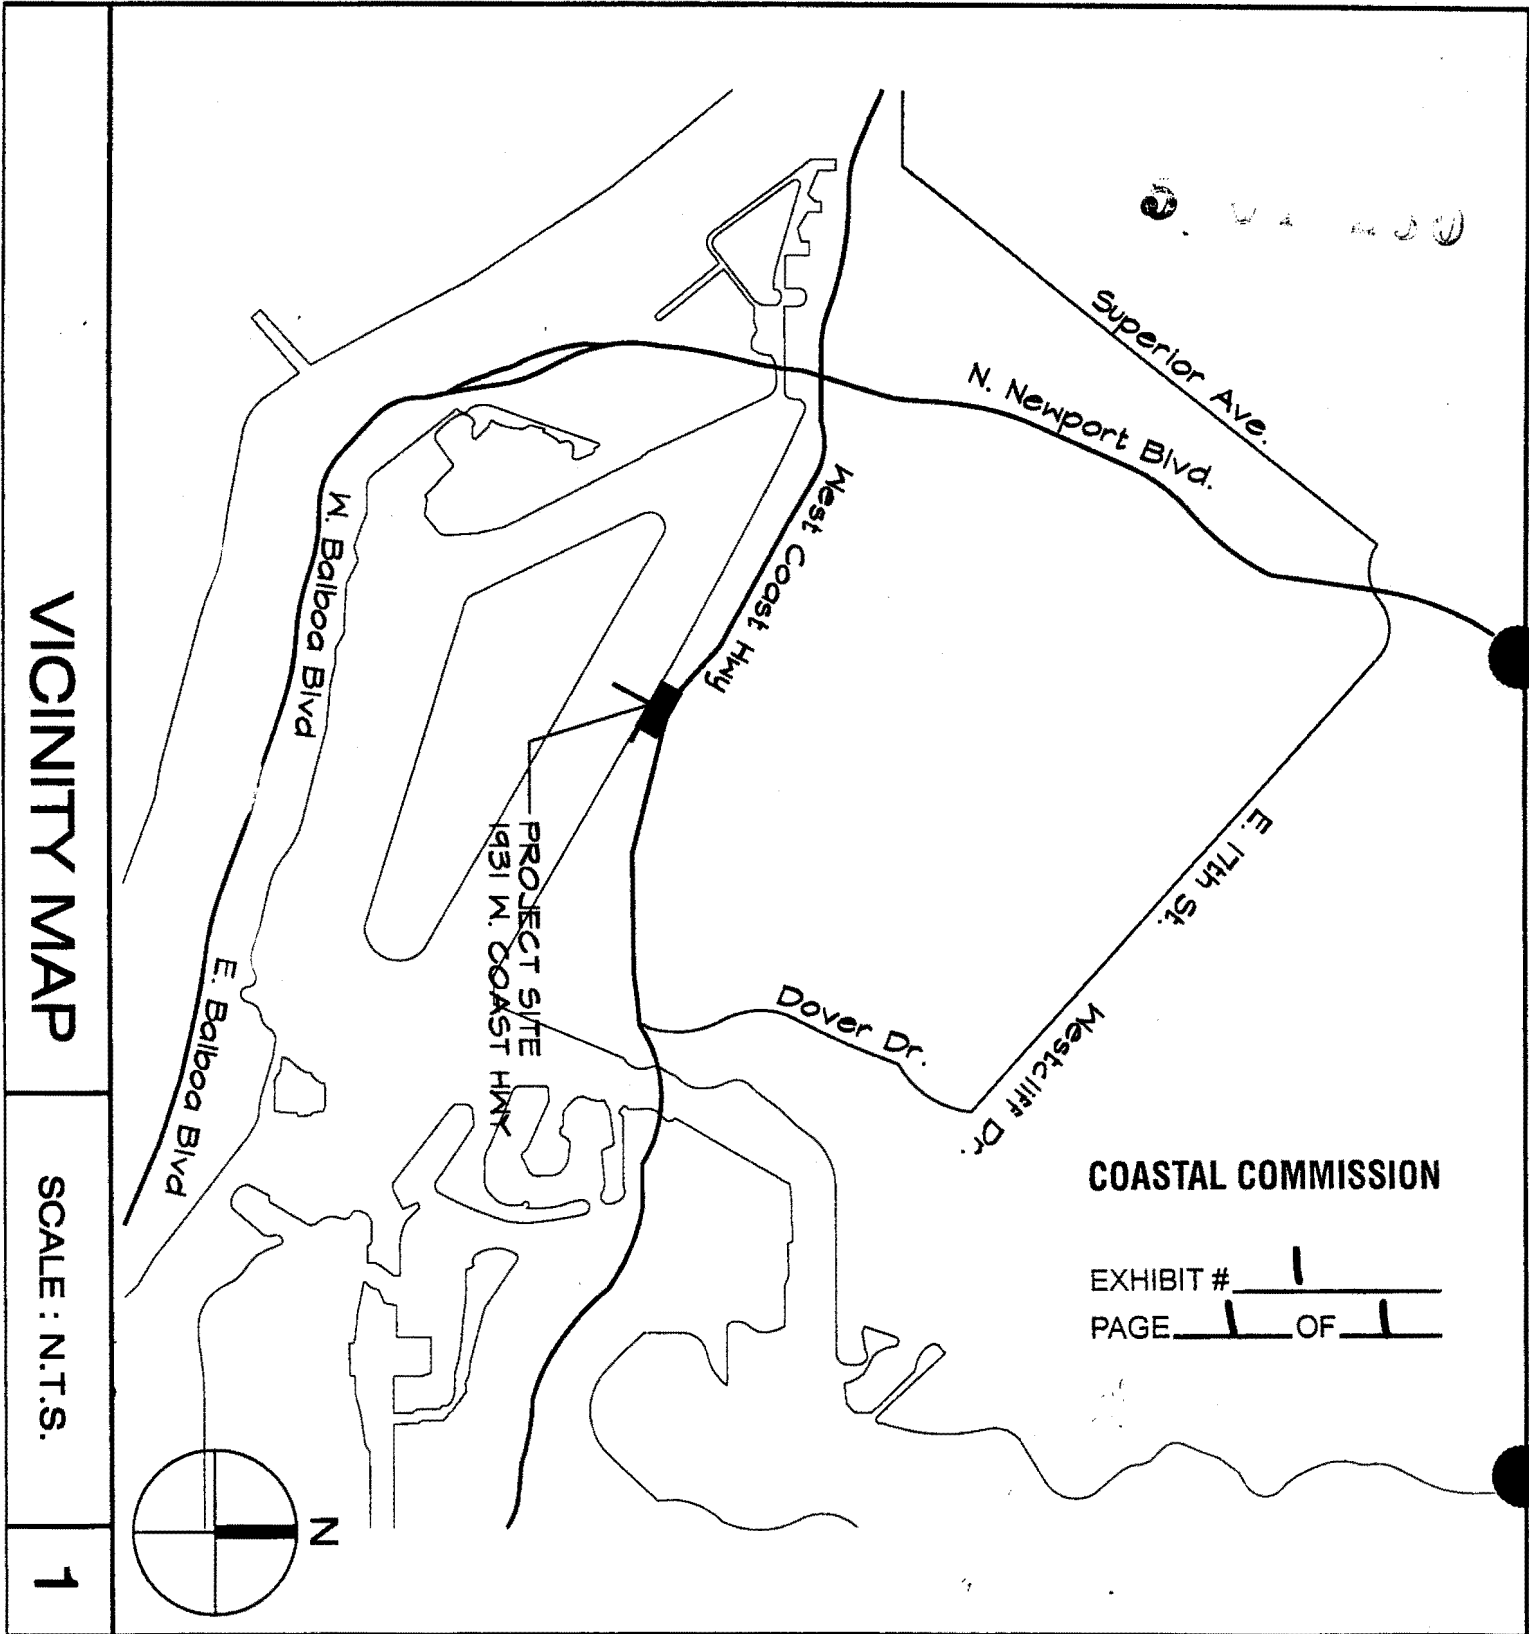 Superior Ave.
N. Newport Blvd.
West Coast Hwy
W. Balboa Blvd
E. 17th St.
PROJECT SITE
1931 W. COAST HWY
Dover Dr.
Westcliff Dr.
E. Balboa Blvd
COASTAL COMMISSION
EXHIBIT # 1
PAGE 1 OF 1
N
VICINITY MAP
SCALE : N.T.S.
1